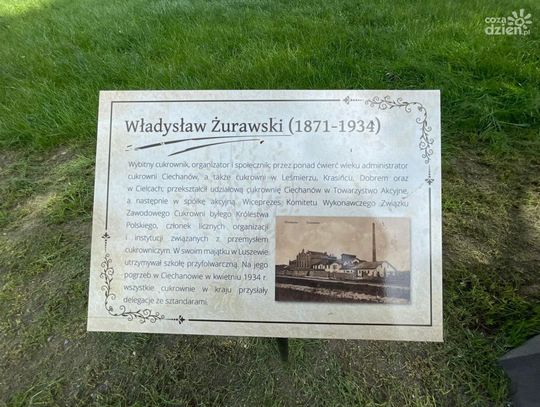 cozadzień.pl
Władysław Żurawski (1871-1934)
Wybitny cukrownik, organizator i społecznik, przez ponad ćwierć wieku administrator
cukrowni Ciechanów, a także cukrowni w Leśmierzu, Krasińcu, Dobrem oraz
w Cielcach; przekształcił udziałową cukrownię Ciechanów w Towarzystwo Akcyjne,
a następnie w spółkę akcyjną. Wiceprezes Komitetu Wykonawczego Związku
Zawodowego Cukrowni byłego Królestwa
Polskiego, członek licznych organizacji
i instytucji związanych z przemysłem
cukrowniczym. W swoim majątku w Luszewie
utrzymywał szkołę przyfolwarczną. Na jego
pogrzeb w Ciechanowie w kwietniu 1934 r.
wszystkie cukrownie w kraju przysłały
delegacje ze sztandarami.